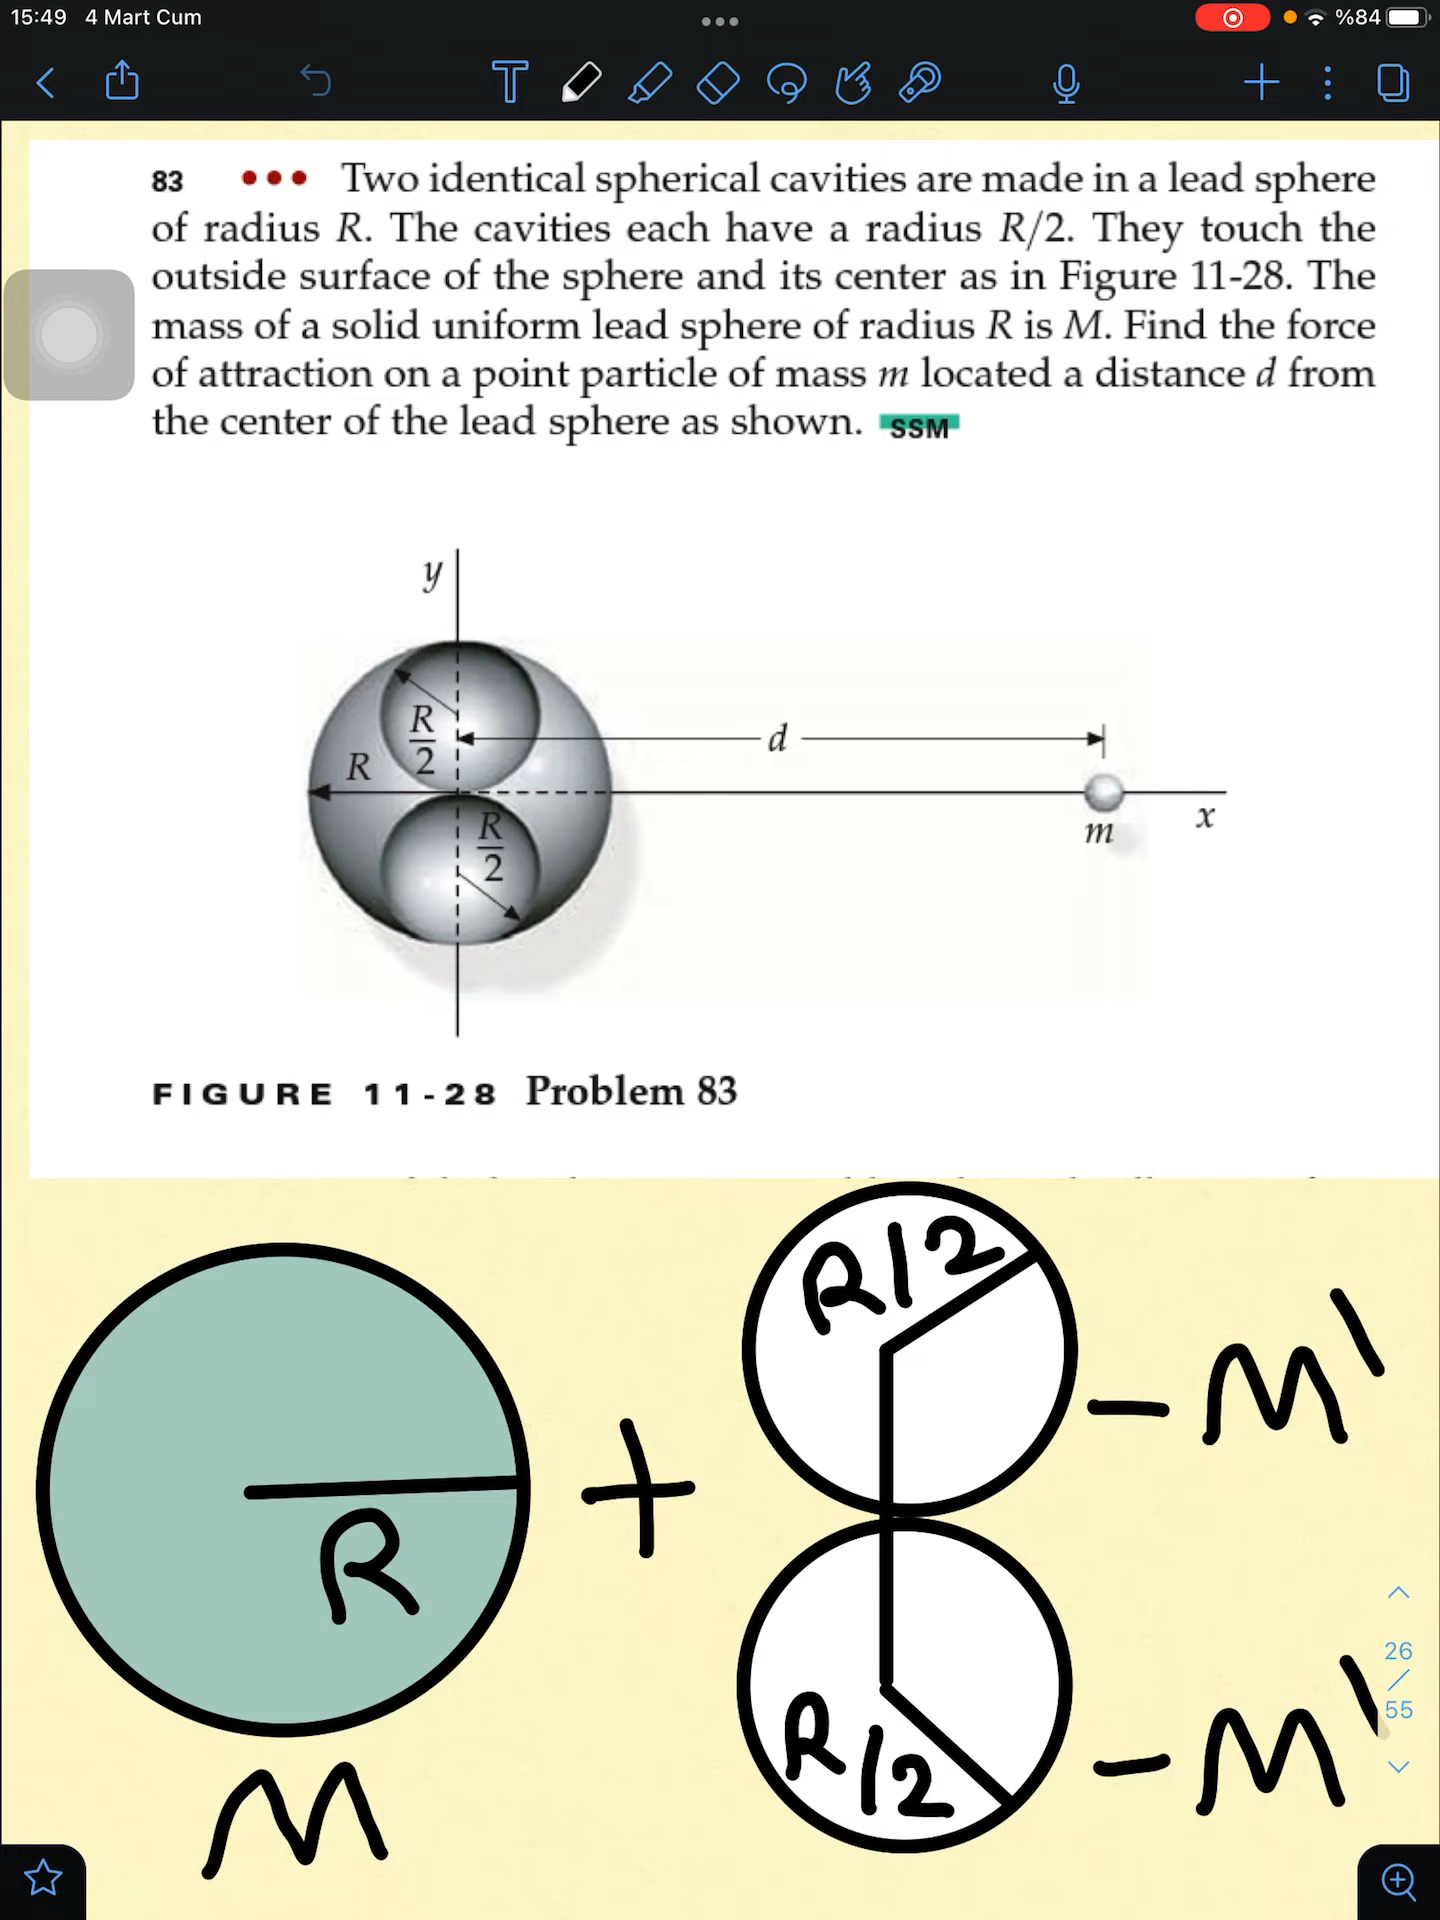 15:49 4 Mart Cum
%84
T
83 ••• Two identical spherical cavities are made in a lead sphere
of radius R. The cavities each have a radius R/2. They touch the
outside surface of the sphere and its center as in Figure 11-28. The
mass of a solid uniform lead sphere of radius R is M. Find the force
of attraction on a point particle of mass m located a distance d from
the center of the lead sphere as shown. SSM
y
R/2
d
R
R/2
m
x
FIGURE 11-28 Problem 83
R/2
-M'
+
R
26
/
55
R/2
-M'
M